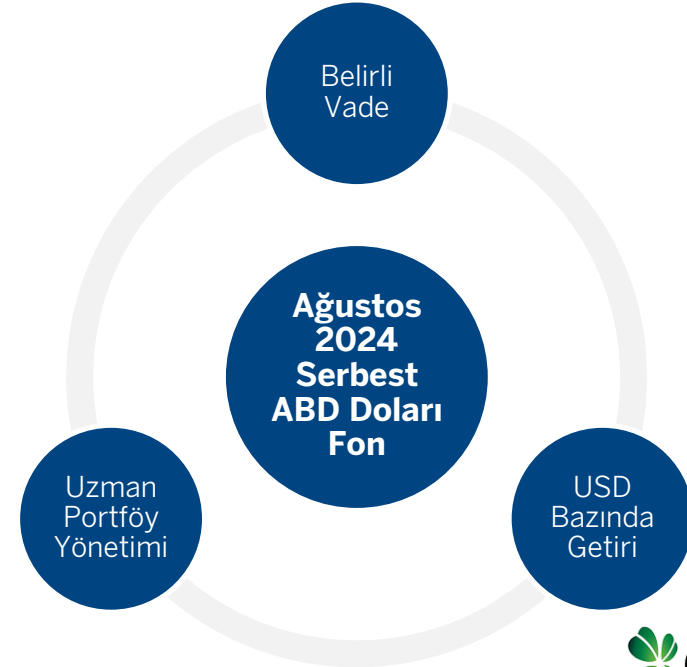 Belirli
Vade
Ağustos
2024
Serbest
ABD Doları
Fon
Uzman
Portföy
Yönetimi
USD
Bazında
Getiri